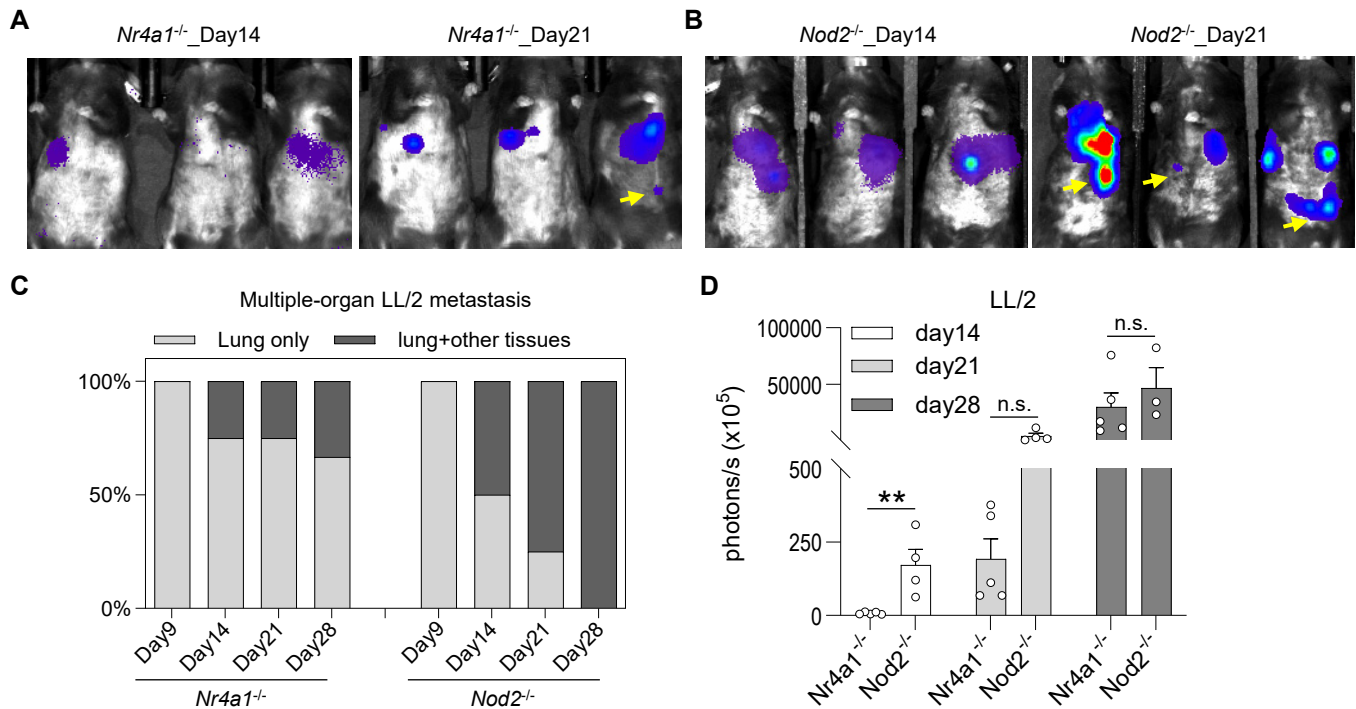 A
B
Nr4a1-/-_Day14
Nr4a1-/-_Day21
Nod2-/-_Day14
Nod2-/-_Day21
C
Multiple-organ LL/2 metastasis
Lung only
lung+other tissues
100%
50%
0%
Day9
Day14
Day21
Day28
Day9
Day14
Day21
Day28
Nr4a1-/-
Nod2-/-
D
LL/2
photons/s (x10⁵)
100000
50000
500
250
0
day14
day21
day28
**
n.s.
n.s.
Nr4a1-/-
Nod2-/-
Nr4a1-/-
Nod2-/-
Nr4a1-/-
Nod2-/-